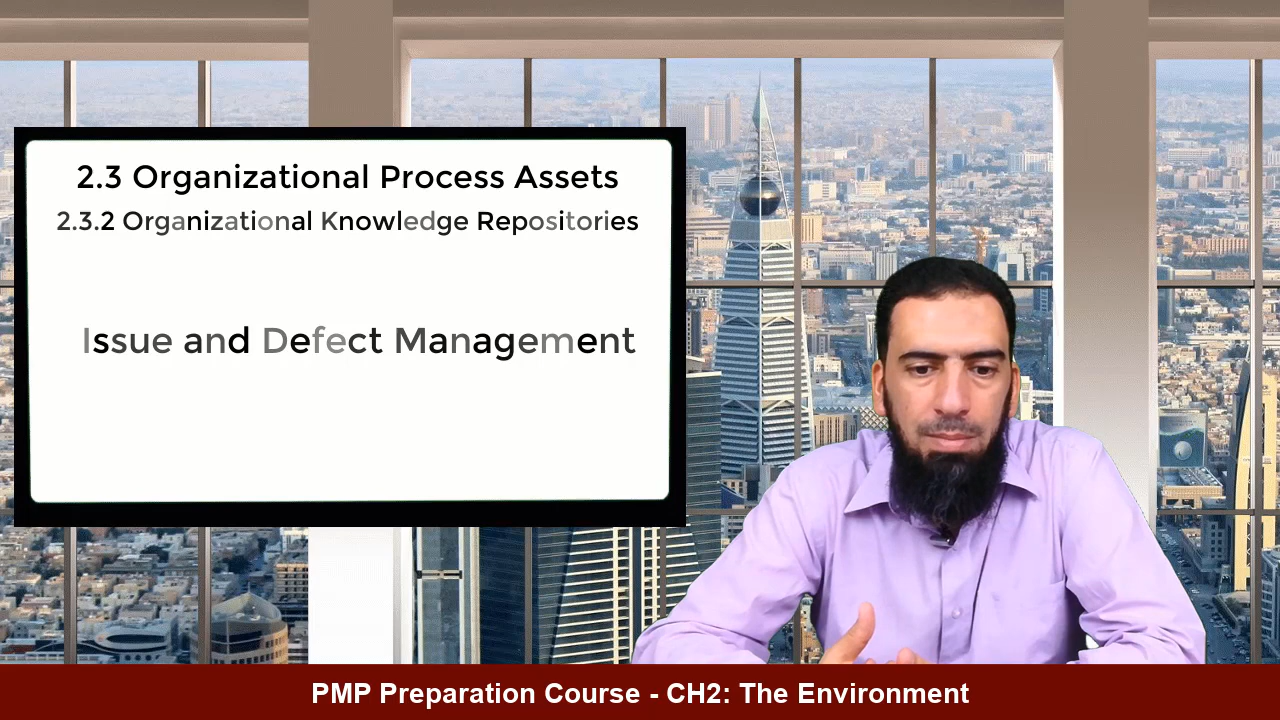 2.3 Organizational Process Assets
2.3.2 Organizational Knowledge Repositories
Issue and Defect Management
PMP Preparation Course - CH2: The Environment